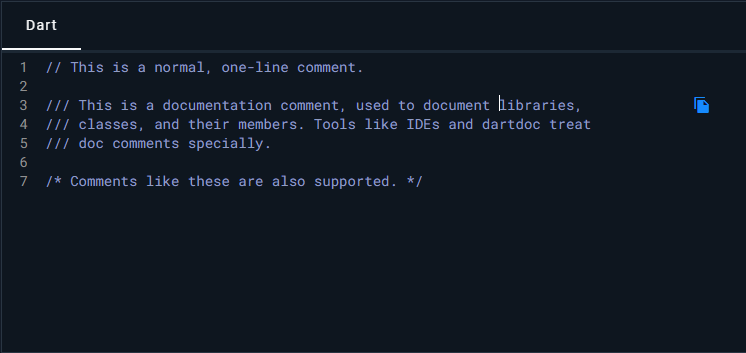 Dart
1 // This is a normal, one-line comment.
2
3 /// This is a documentation comment, used to document libraries,
4 /// classes, and their members. Tools like IDEs and dartdoc treat
5 /// doc comments specially.
6
7 /* Comments like these are also supported. */